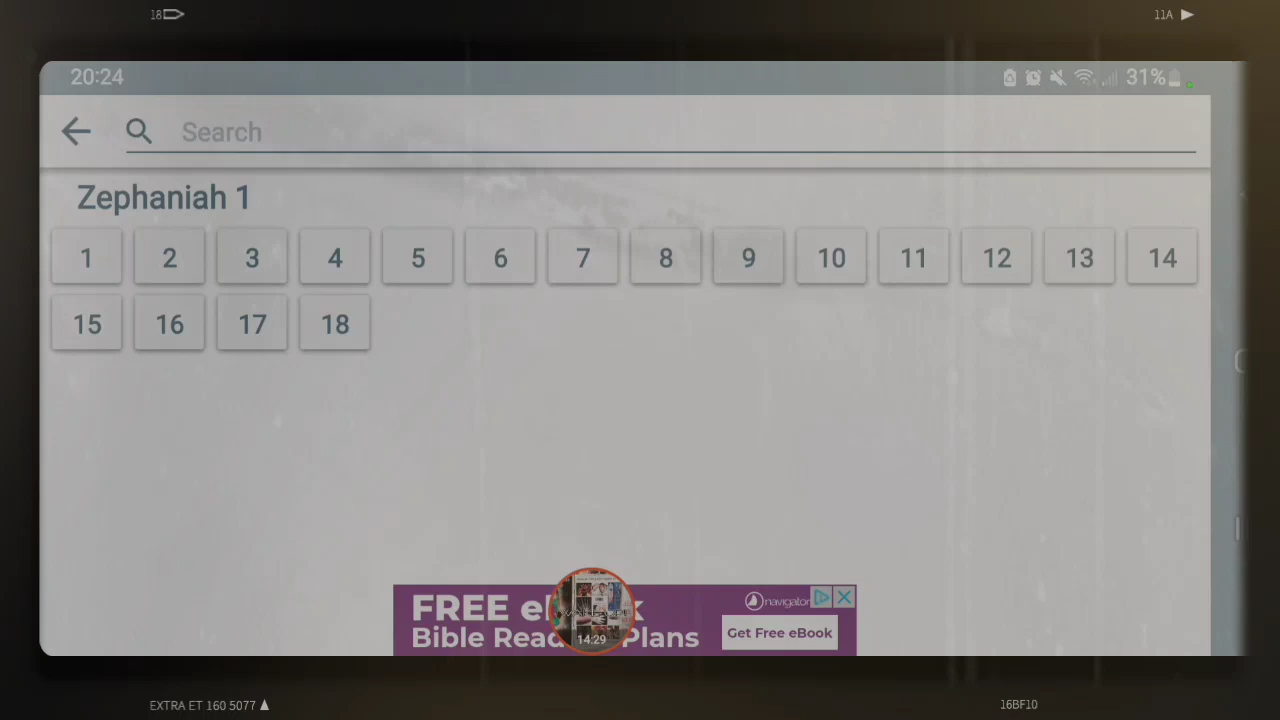 18
11A
20:24
31%
Search
Zephaniah 1
1 2 3 4 5 6 7 8 9 10 11 12 13 14
15 16 17 18
FREE
Bible Plans
navigator
Get Free eBook
14:29
EXTRA ET 160 5077
16BF10